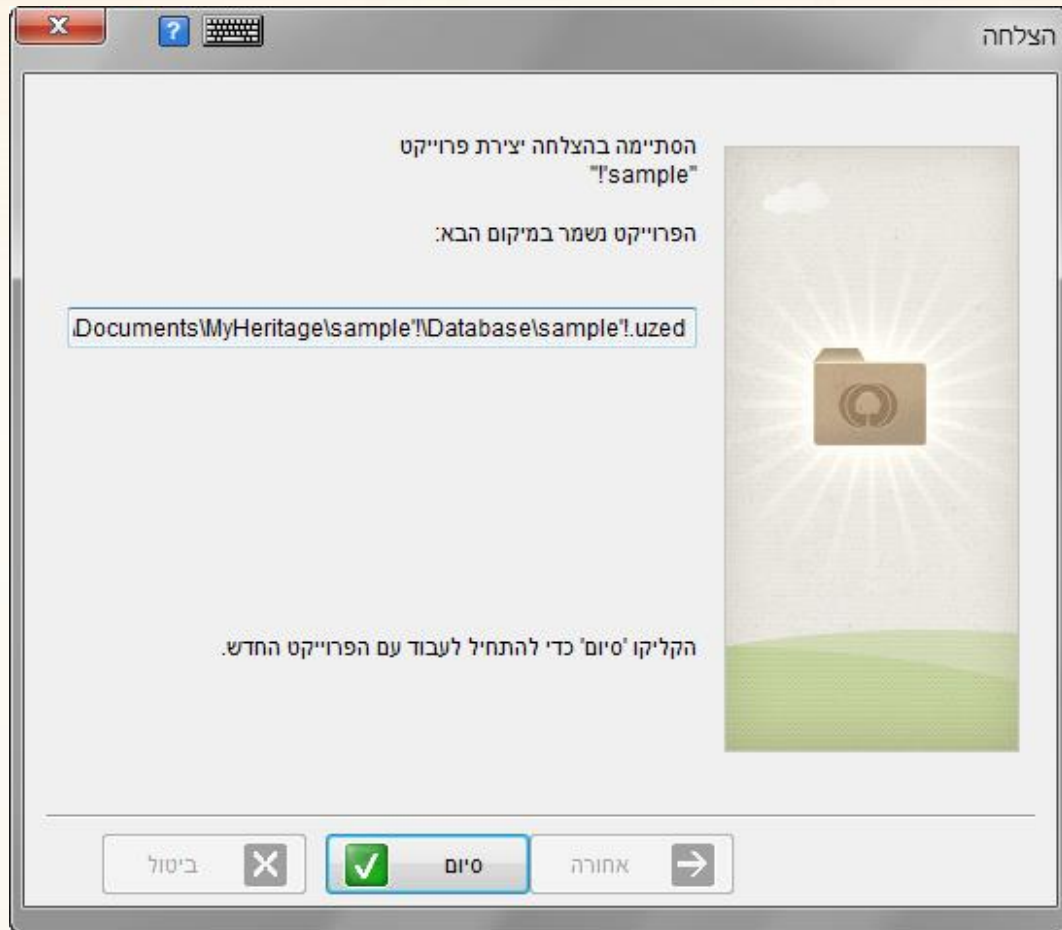 הצלחה
הסתיימה בהצלחה יצירת פרוייקט
"!'sample"
הפרוייקט נשמר במיקום הבא:
\Documents\MyHeritage\sample'!\Database\sample'!.uzed
הקליקו 'סיום' כדי להתחיל לעבוד עם הפרוייקט החדש.
אחורה
סיום
ביטול